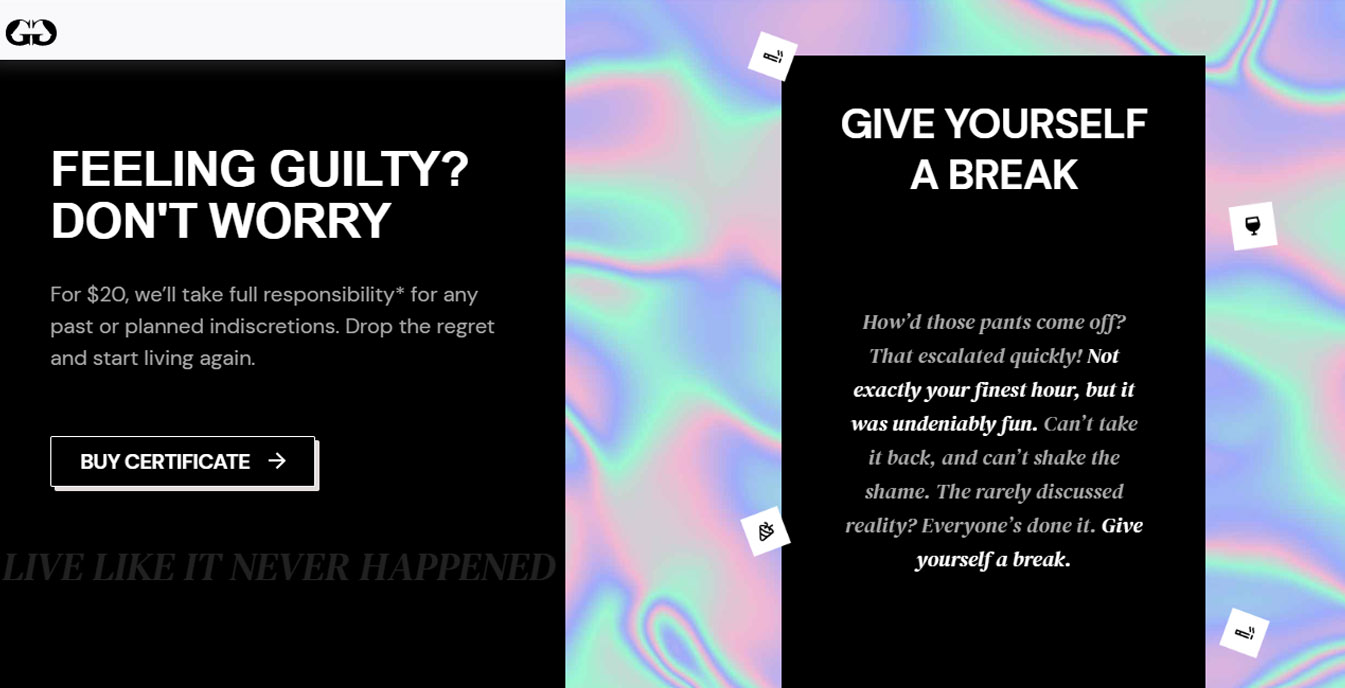 GG
FEELING GUILTY?
DON'T WORRY
For $20, we’ll take full responsibility* for any
past or planned indiscretions. Drop the regret
and start living again.
BUY CERTIFICATE
LIVE LIKE IT NEVER HAPPENED
GIVE YOURSELF
A BREAK
How’d those pants come off?
That escalated quickly! Not
exactly your finest hour, but it
was undeniably fun. Can’t take
it back, and can’t shake the
shame. The rarely discussed
reality? Everyone’s done it. Give
yourself a break.